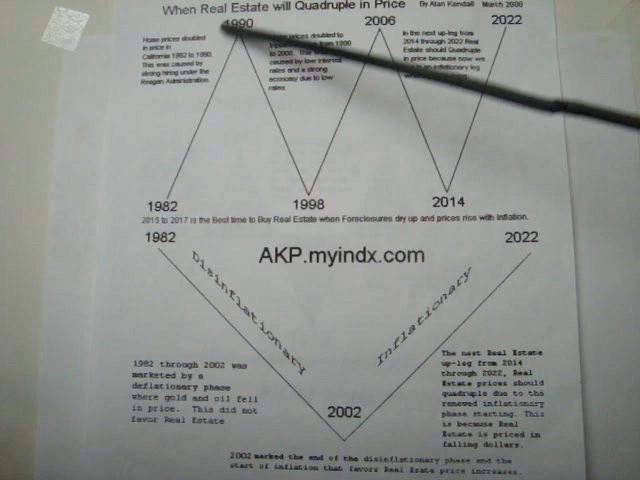 When Real Estate will Quadruple in Price By Alan Kandall March 2000
1990 2006 2022
Home prices doubled
in price in
California 1982 to 1990.
This was caused by
strong hiring under the
Reagan Administration.
prices doubled to
from 1998
to 2006. This
caused by low interest
rates and a strong
economy due to low
rates
In the next up-leg from
2014 through 2022 Real
Estate should Quadruple
in price because now we
in an inflationary leg
1982 1998 2014
2015 to 2017 is the Best time to Buy Real Estate when Foreclosures dry up and prices rise with Inflation.
1982 2022
AKP.myindx.com
Disinflationary
Inflationary
1982 through 2002 was
marketed by a
deflationary phase
where gold and oil fell
in price. This did not
favor Real Estate
The next Real Estate
up-leg from 2014
through 2022, Real
Estate prices should
quadruple due to the
renewed inflationary
phase starting. This
is because Real
Estate is priced in
falling dollars.
2002
2002 marked the end of the disinflationary phase and the
start of inflation that favors Real Esate price increases.